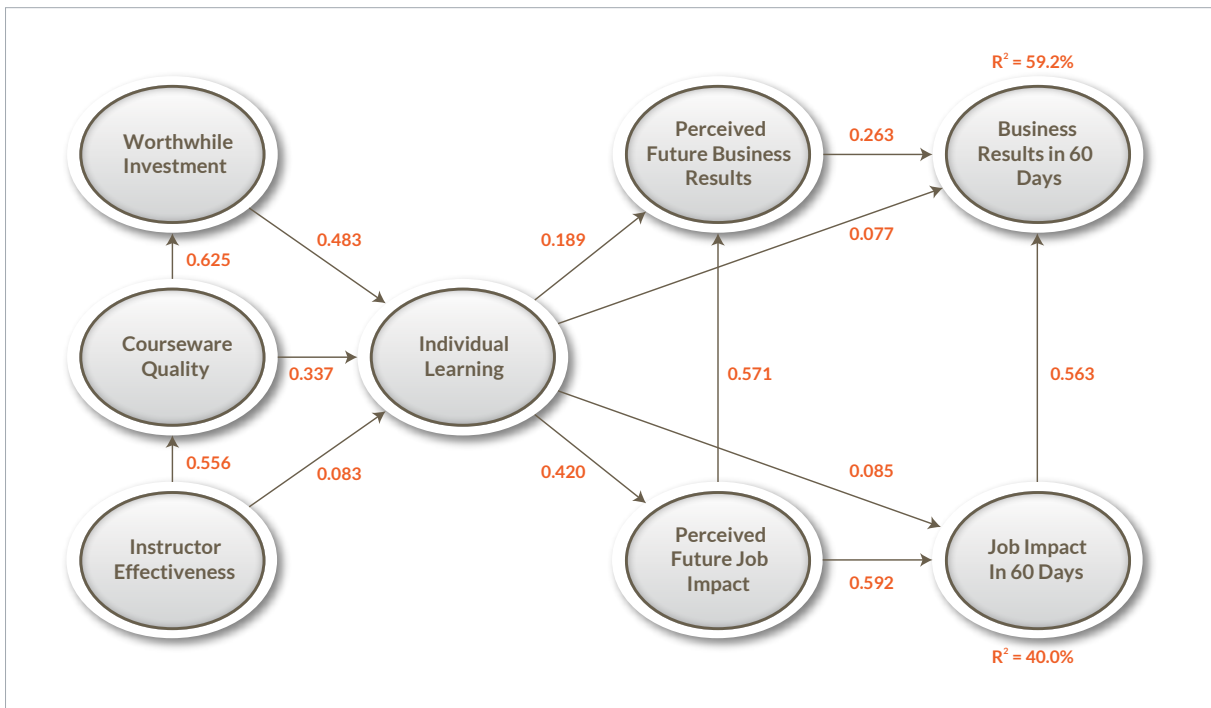 R² = 59.2%
Worthwhile
Investment
Perceived
Future Business
Results
0.263
Business
Results in 60
Days
0.483
0.189
0.077
0.625
Courseware
Quality
0.337
Individual
Learning
0.571
0.563
0.556
0.083
0.420
0.085
Instructor
Effectiveness
Perceived
Future Job
Impact
0.592
Job Impact
In 60 Days
R² = 40.0%